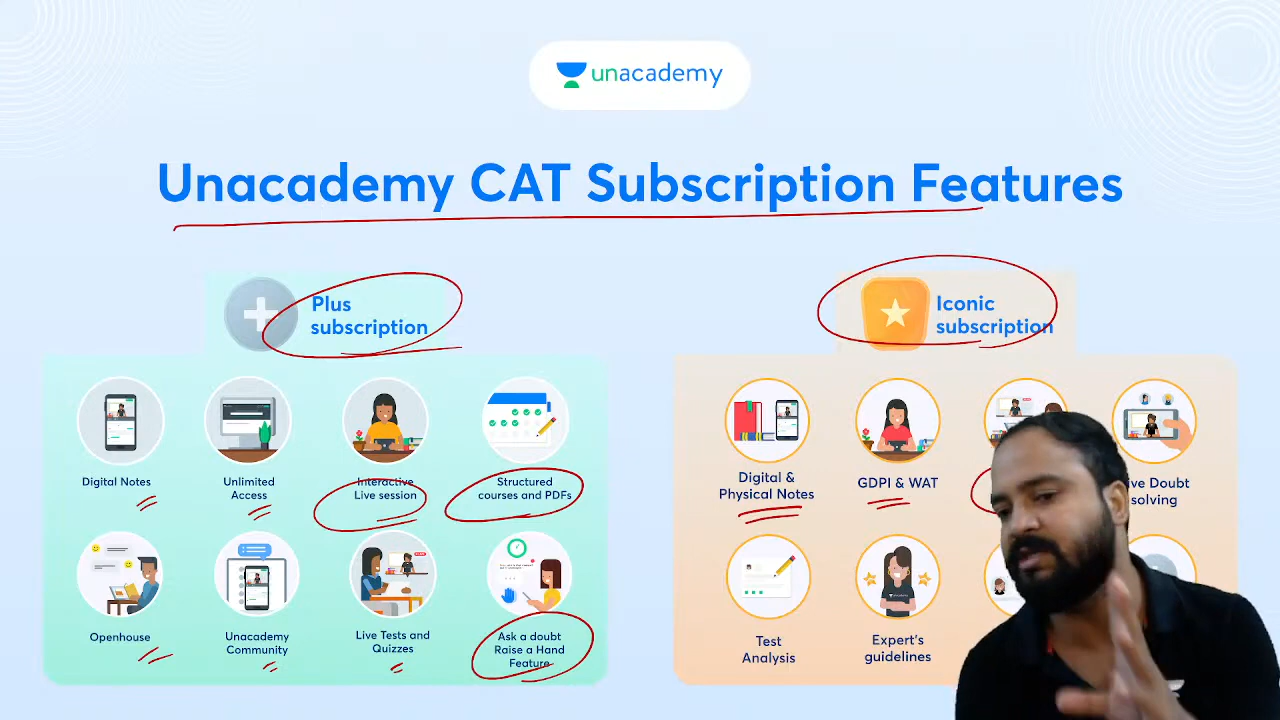 unacademy
Unacademy CAT Subscription Features
Plus
subscription
Iconic
subscription
Digital Notes
Unlimited
Access
Interactive
Live session
Structured
courses and PDFs
Openhouse
Unacademy
Community
Live Tests and
Quizzes
Ask a doubt
Raise a Hand
Feature
Digital &
Physical Notes
GDPI & WAT
Doubt
solving
Test
Analysis
Expert's
guidelines